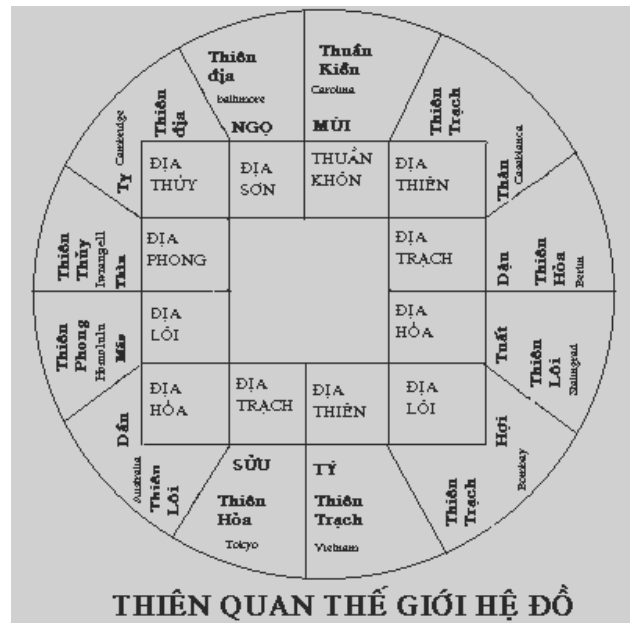 Thiên
địa
baltimore
NGỌ
Thuần
Kiền
Carolina
MÙI
Thiên
Trạch
Casablanca
Thân
Cambridge
Thiên
địa
Tỵ
ĐỊA
THỦY
ĐỊA
SƠN
THUẦN
KHÔN
ĐỊA
THIÊN
Thiên
Thủy
Thìn
ĐỊA
PHONG
ĐỊA
TRẠCH
Dậu
Thiên
Hỏa
Berlin
Thiên
Phong
Honolulu
Mão
ĐỊA
LÔI
ĐỊA
HỎA
Tuất
Thiên
Lôi
Stalingrad
Dần
Australia
Thiên
Lôi
ĐỊA
HỎA
ĐỊA
TRẠCH
ĐỊA
THIÊN
ĐỊA
LÔI
Hợi
Bombay
Thiên
Trạch
SỬU
Thiên
Hỏa
Tokyo
TÝ
Thiên
Trạch
Vietnam
THIÊN QUAN THẾ GIỚI HỆ ĐỒ